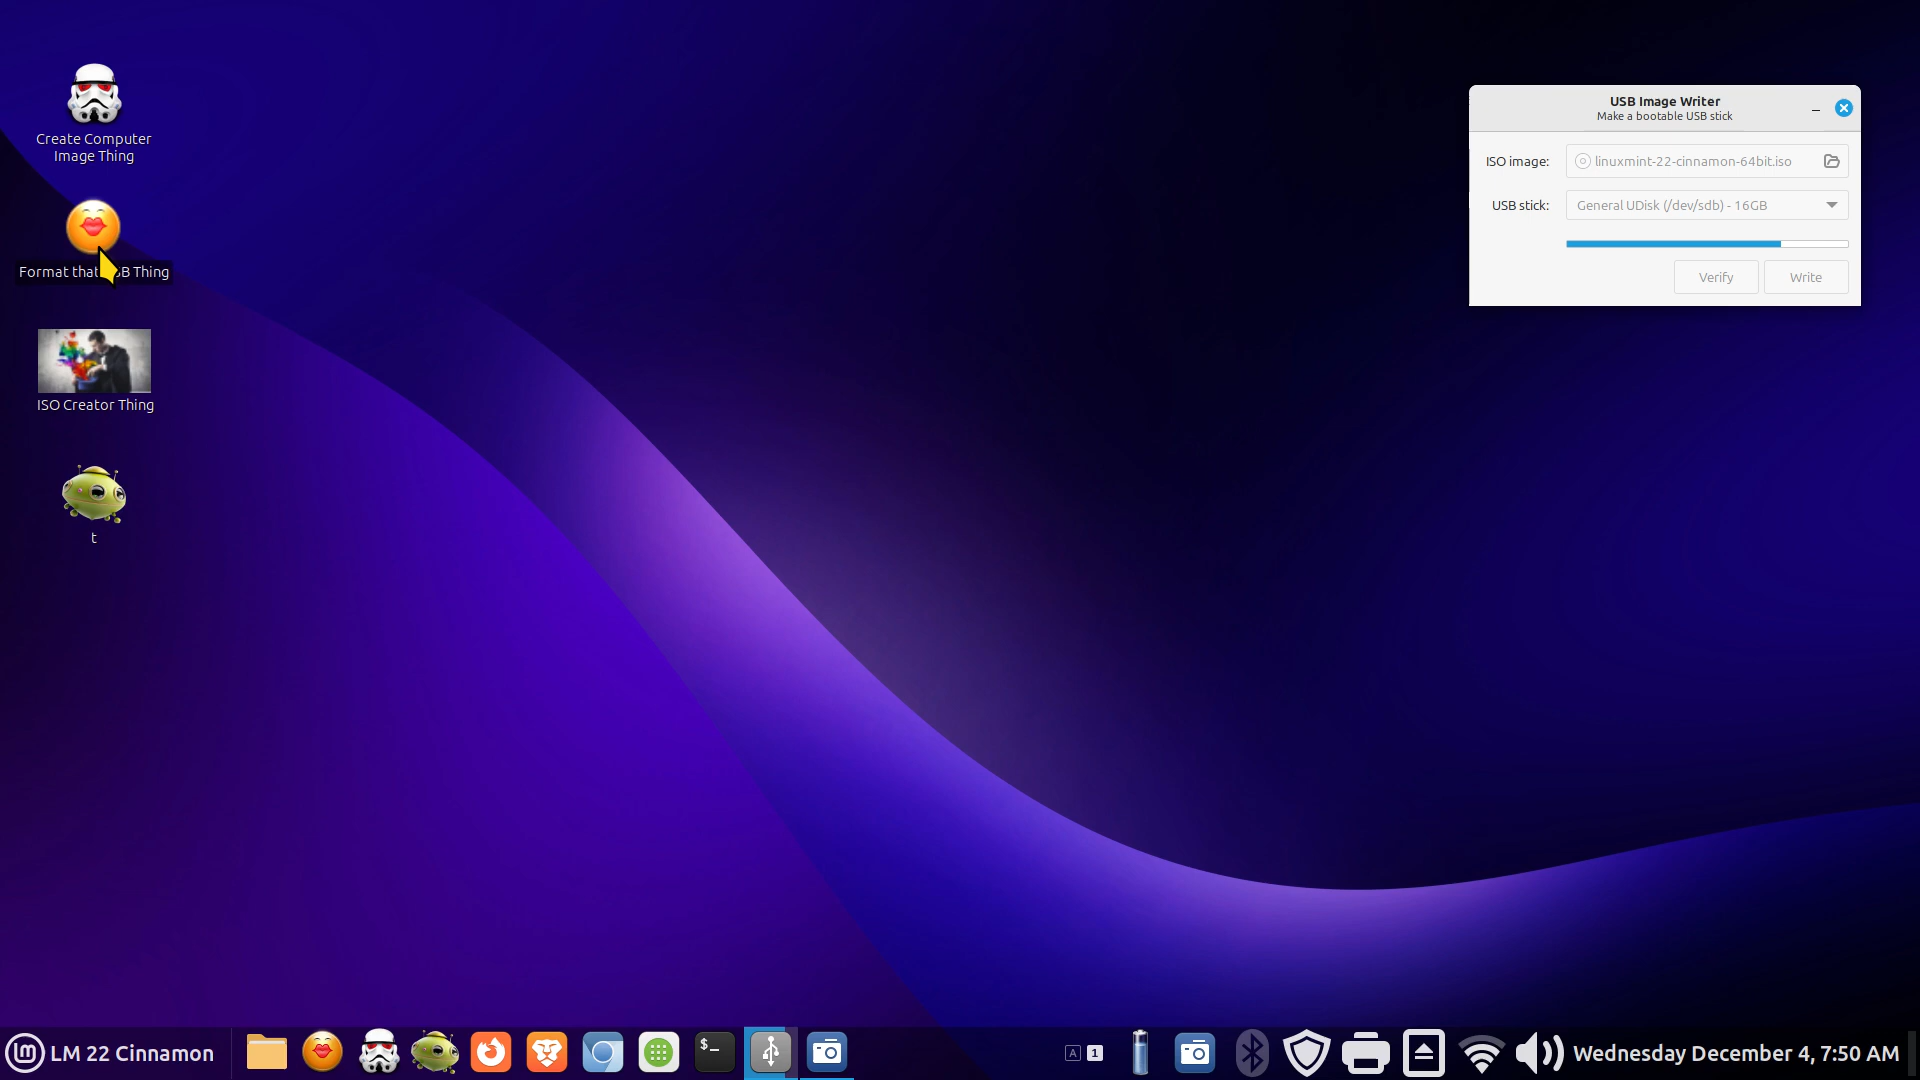 Create Computer
Image Thing
Format that USB Thing
ISO Creator Thing
t
USB Image Writer
Make a bootable USB stick
ISO image: linuxmint-22-cinnamon-64bit.iso
USB stick: General UDisk (/dev/sdb) - 16GB
Verify Write
LM 22 Cinnamon
$_
A 1
Wednesday December 4, 7:50 AM